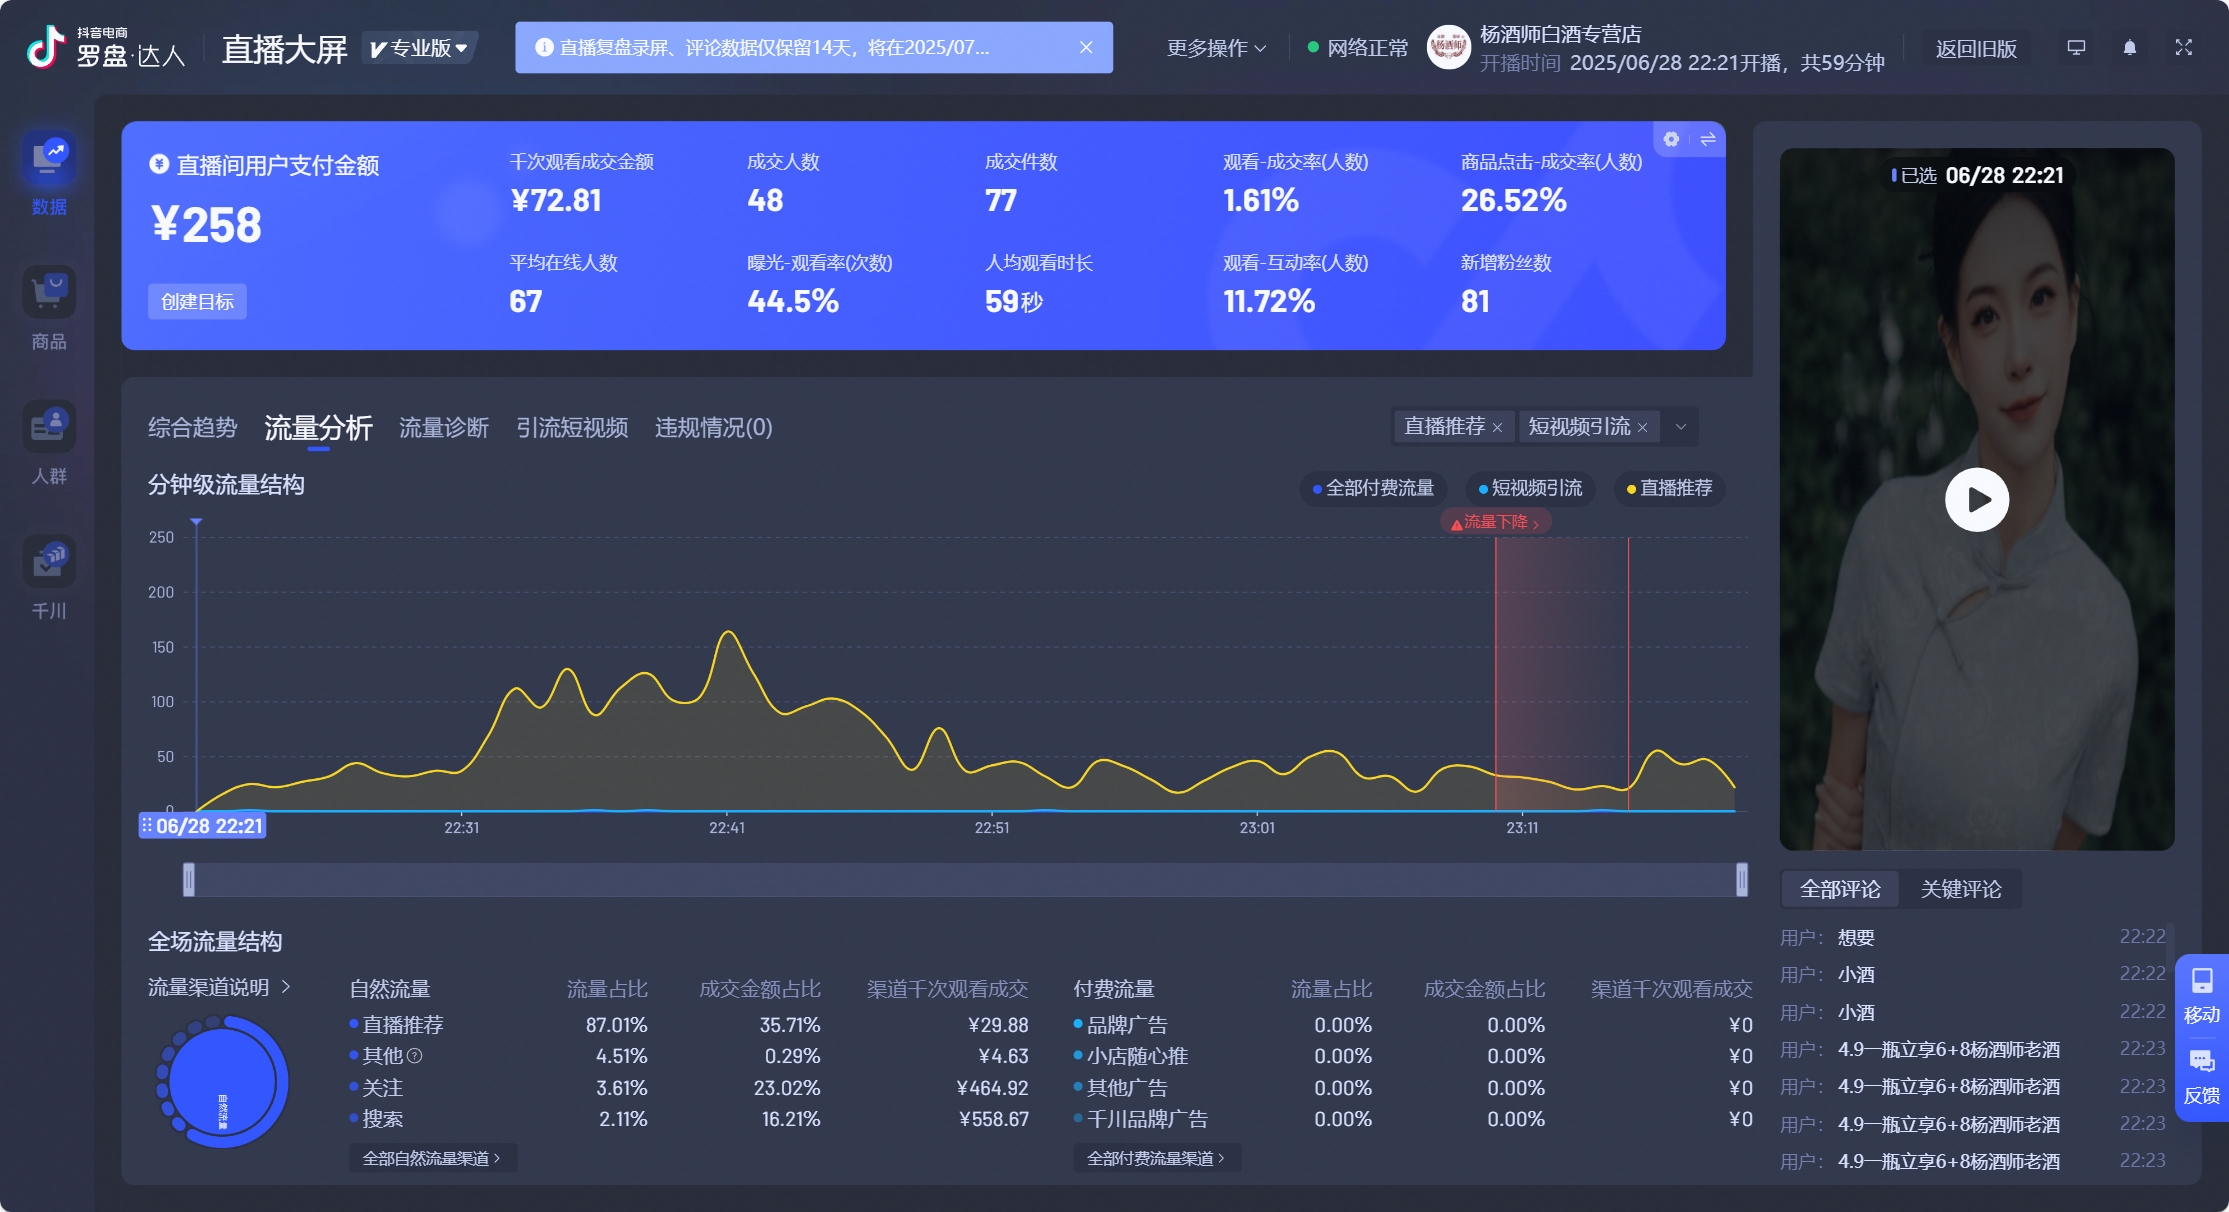 抖音电商
罗盘·达人
直播大屏
专业版
直播复盘录屏、评论数据仅保留14天，将在2025/07...
更多操作
网络正常
杨酒师白酒专营店
开播时间 2025/06/28 22:21开播，共59分钟
返回旧版
数据
商品
人群
千川
直播间用户支付金额
¥258
创建目标
千次观看成交金额
¥72.81
成交人数
48
成交件数
77
观看-成交率(人数)
1.61%
商品点击-成交率(人数)
26.52%
平均在线人数
67
曝光-观看率(次数)
44.5%
人均观看时长
59秒
观看-互动率(人数)
11.72%
新增粉丝数
81
综合趋势 流量分析 流量诊断 引流短视频 违规情况(0)
直播推荐 × 短视频引流 ×
分钟级流量结构
全部付费流量 短视频引流 直播推荐
流量下降
250
200
150
100
50
0
06/28 22:21 22:31 22:41 22:51 23:01 23:11
全场流量结构
流量渠道说明
自然流量
自然流量 流量占比 成交金额占比 渠道千次观看成交
直播推荐 87.01% 35.71% ¥29.88
其他 4.51% 0.29% ¥4.63
关注 3.61% 23.02% ¥464.92
搜索 2.11% 16.21% ¥558.67
全部自然流量渠道
付费流量 流量占比 成交金额占比 渠道千次观看成交
品牌广告 0.00% 0.00% ¥0
小店随心推 0.00% 0.00% ¥0
其他广告 0.00% 0.00% ¥0
千川品牌广告 0.00% 0.00% ¥0
全部付费流量渠道
已选 06/28 22:21
全部评论 关键评论
用户： 想要 22:22
用户： 小酒 22:22
用户： 小酒 22:22
用户： 4.9一瓶立享6+8杨酒师老酒 22:23
用户： 4.9一瓶立享6+8杨酒师老酒 22:23
用户： 4.9一瓶立享6+8杨酒师老酒 22:23
用户： 4.9一瓶立享6+8杨酒师老酒 22:23
移动
反馈